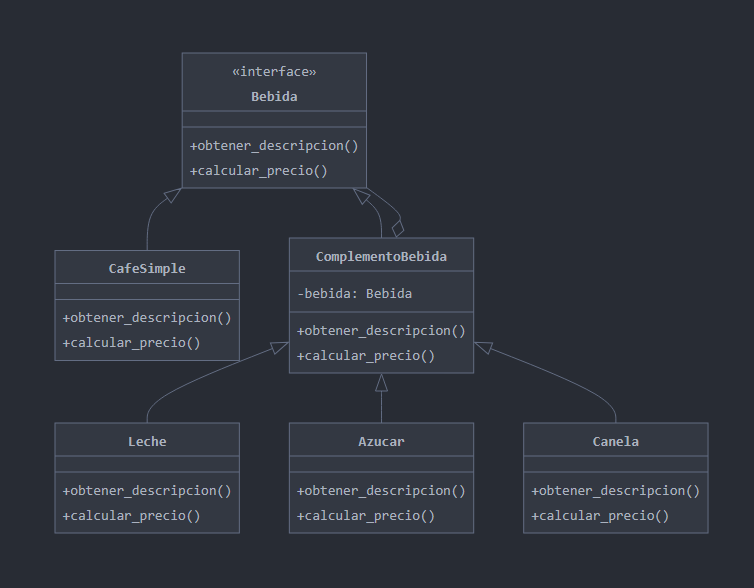 «interface»
Bebida
+obtener_descripcion()
+calcular_precio()
CafeSimple
+obtener_descripcion()
+calcular_precio()
ComplementoBebida
-bebida: Bebida
+obtener_descripcion()
+calcular_precio()
Leche
+obtener_descripcion()
+calcular_precio()
Azucar
+obtener_descripcion()
+calcular_precio()
Canela
+obtener_descripcion()
+calcular_precio()